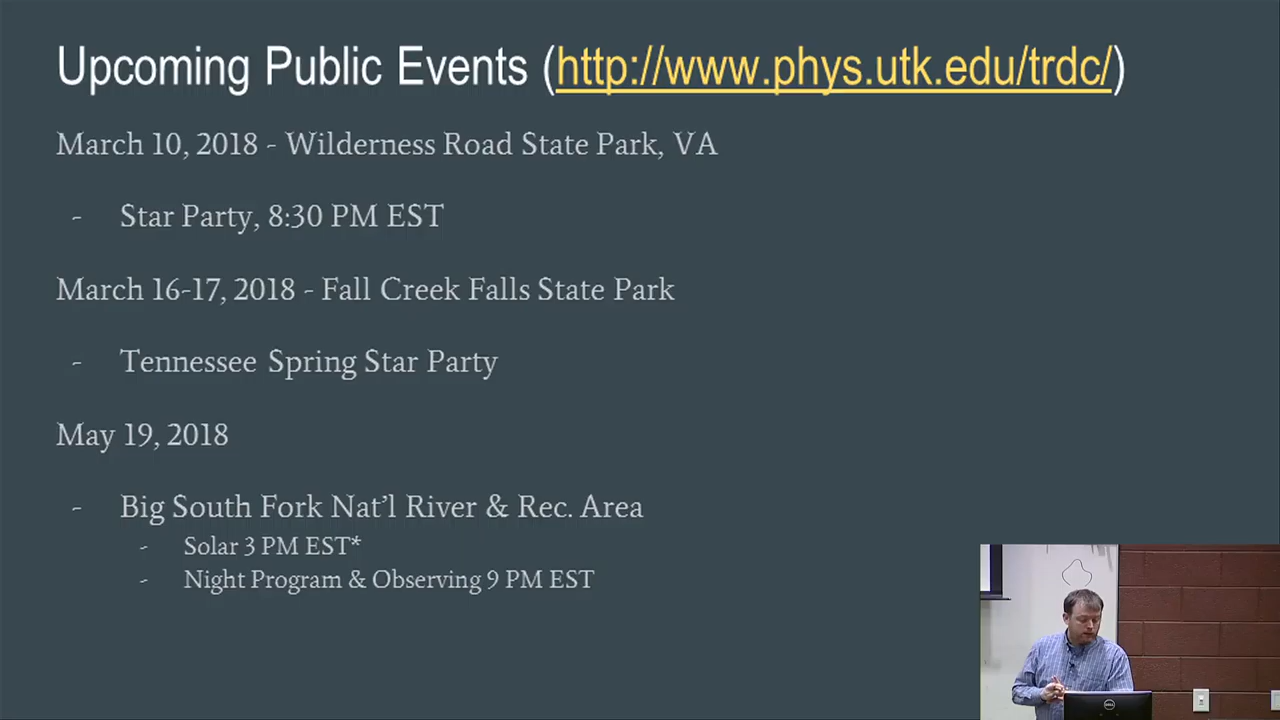 Upcoming Public Events (http://www.phys.utk.edu/trdc/)
March 10, 2018 - Wilderness Road State Park, VA
- Star Party, 8:30 PM EST
March 16-17, 2018 - Fall Creek Falls State Park
- Tennessee Spring Star Party
May 19, 2018
- Big South Fork Nat’l River & Rec. Area
- Solar 3 PM EST*
- Night Program & Observing 9 PM EST
DELL